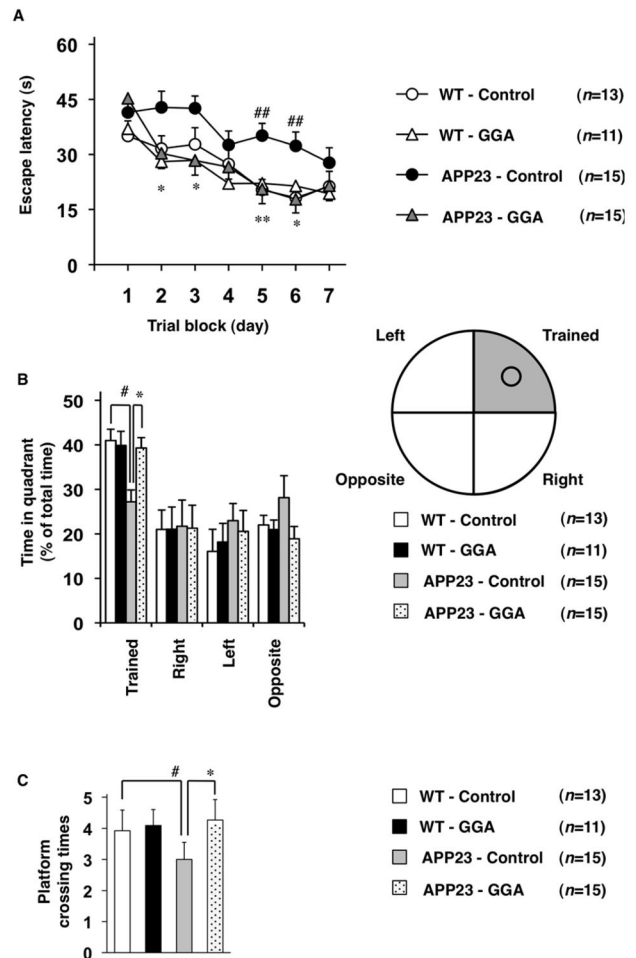 A
60
45
30
15
0
Escape latency (s)
##
##
*
*
**
*
1 2 3 4 5 6 7
Trial block (day)
WT - Control (n=13)
WT - GGA (n=11)
APP23 - Control (n=15)
APP23 - GGA (n=15)
Left
Trained
Opposite
Right
B
50
40
30
20
10
0
Time in quadrant
(% of total time)
#
*
Trained
Right
Left
Opposite
WT - Control (n=13)
WT - GGA (n=11)
APP23 - Control (n=15)
APP23 - GGA (n=15)
C
5
4
3
2
1
0
Platform
crossing times
#
*
WT - Control (n=13)
WT - GGA (n=11)
APP23 - Control (n=15)
APP23 - GGA (n=15)